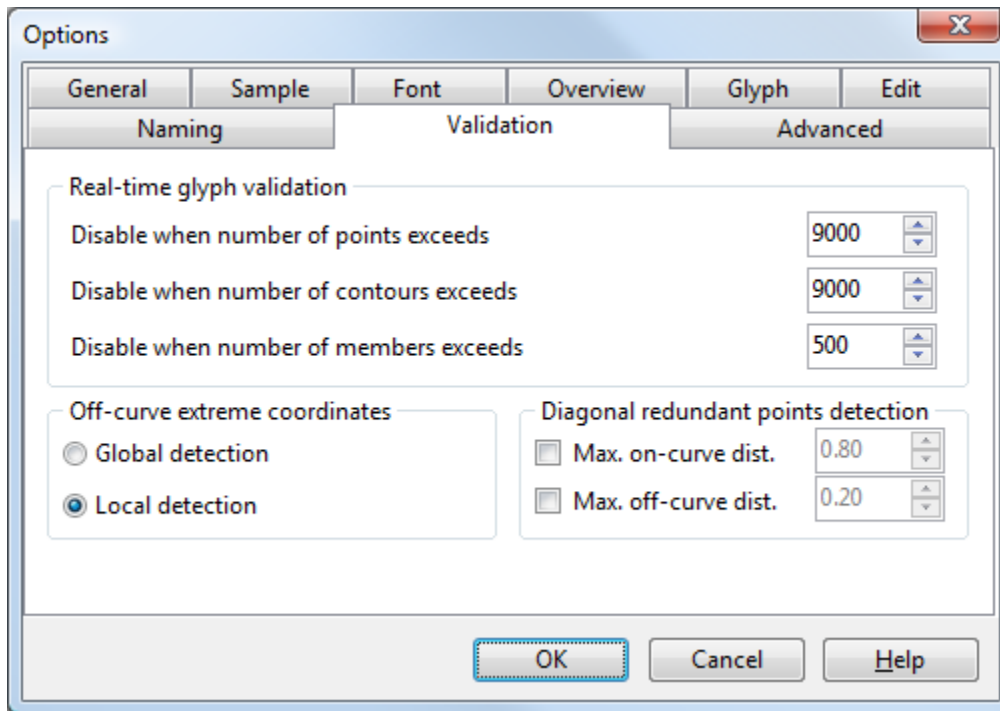 Options
General Sample Font Overview Glyph Edit
Naming Validation Advanced
Real-time glyph validation
Disable when number of points exceeds 9000
Disable when number of contours exceeds 9000
Disable when number of members exceeds 500
Off-curve extreme coordinates Diagonal redundant points detection
Global detection Max. on-curve dist. 0.80
Local detection Max. off-curve dist. 0.20
OK Cancel Help